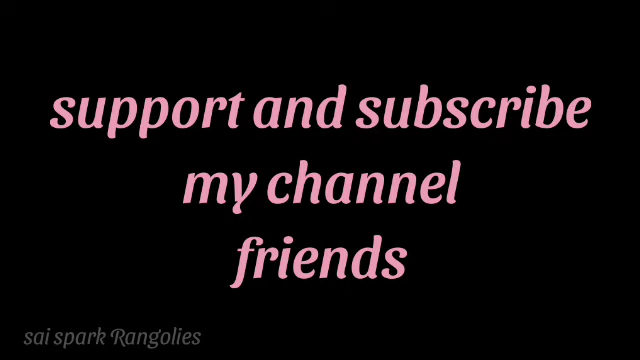 support and subscribe
my channel
friends
sai spark Rangolies